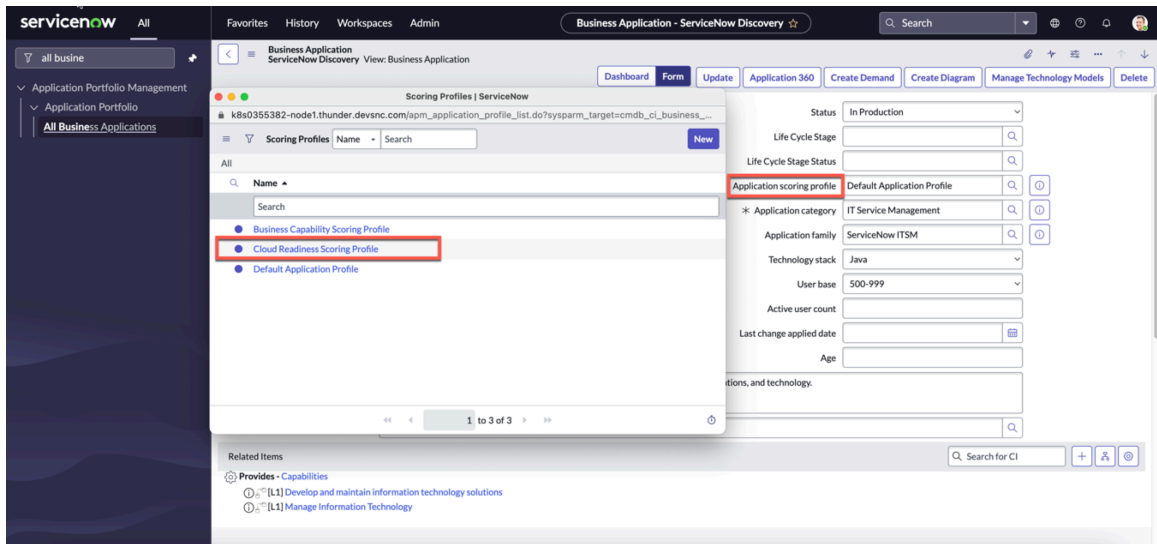 servicenow All Favorites History Workspaces Admin Business Application - ServiceNow Discovery ☆ Search
all busine
Application Portfolio Management
Application Portfolio
All Business Applications
Business Application
ServiceNow Discovery View: Business Application
Dashboard Form Update Application 360 Create Demand Create Diagram Manage Technology Models Delete
Scoring Profiles | ServiceNow
k8s0355382-node1.thunder.devsnc.com/apm_application_profile_list.do?sysparm_target=cmdb_ci_business_...
Scoring Profiles Name Search New
All
Name
Search
Business Capability Scoring Profile
Cloud Readiness Scoring Profile
Default Application Profile
1 to 3 of 3
Status In Production
Life Cycle Stage
Life Cycle Stage Status
Application scoring profile Default Application Profile
Application category IT Service Management
Application family ServiceNow ITSM
Technology stack Java
User base 500-999
Active user count
Last change applied date
Age
tions, and technology.
Related Items Search for CI
Provides - Capabilities
[L1] Develop and maintain information technology solutions
[L1] Manage Information Technology